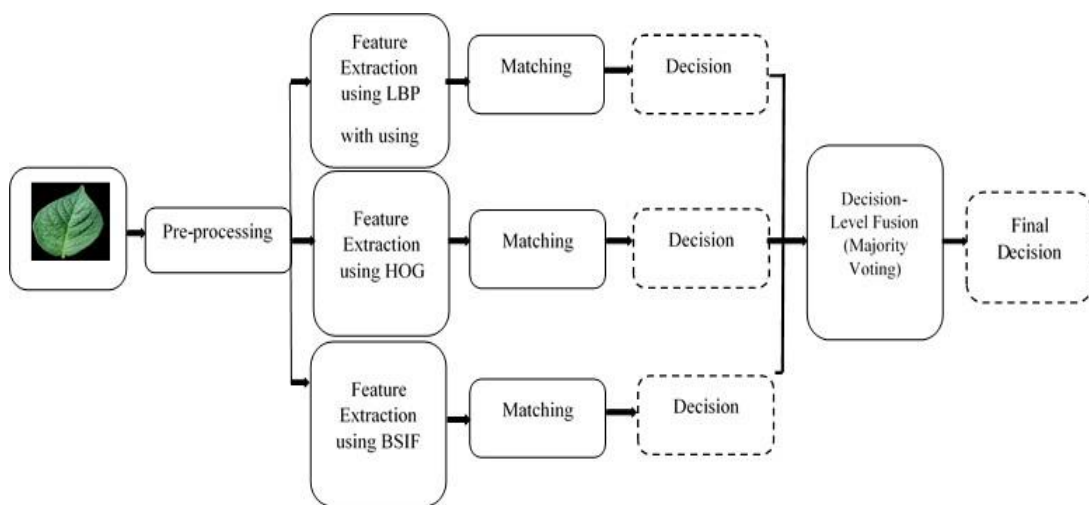 Feature
Extraction
using LBP
with using
Matching
Decision
Pre-processing
Feature
Extraction
using HOG
Matching
Decision
Decision-
Level Fusion
(Majority
Voting)
Final
Decision
Feature
Extraction
using BSIF
Matching
Decision